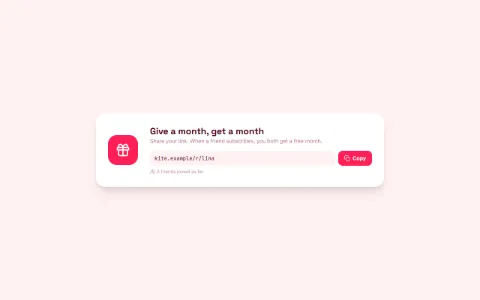 Give a month, get a month
Share your link. When a friend subscribes, you both get a free month.
kite.example/r/lina
Copy
friends joined so far